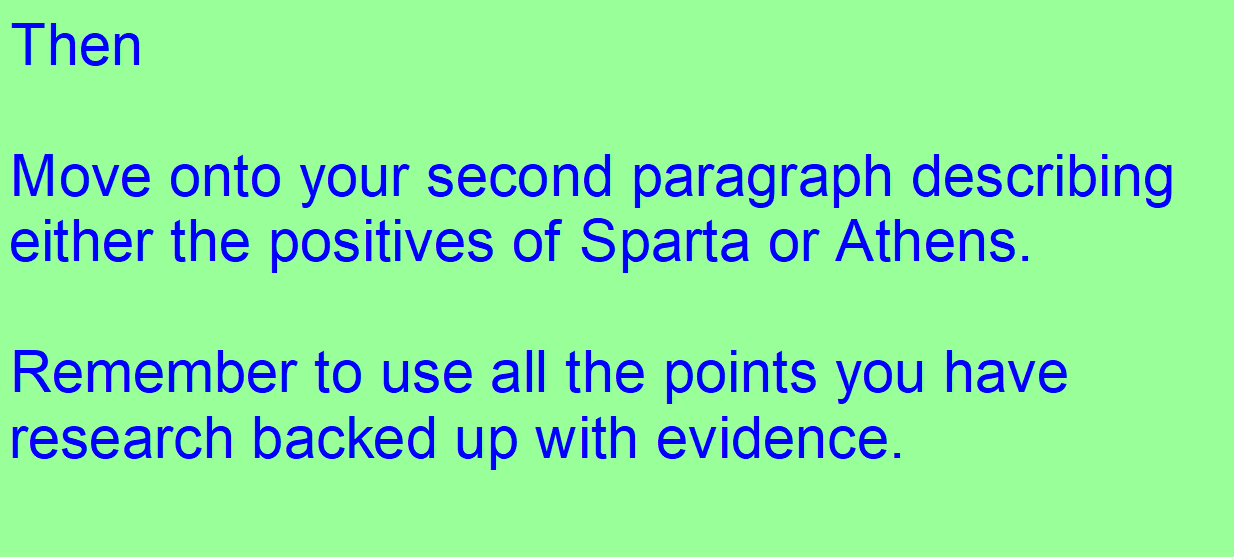 Then
Move onto your second paragraph describing
either the positives of Sparta or Athens.
Remember to use all the points you have
research backed up with evidence.